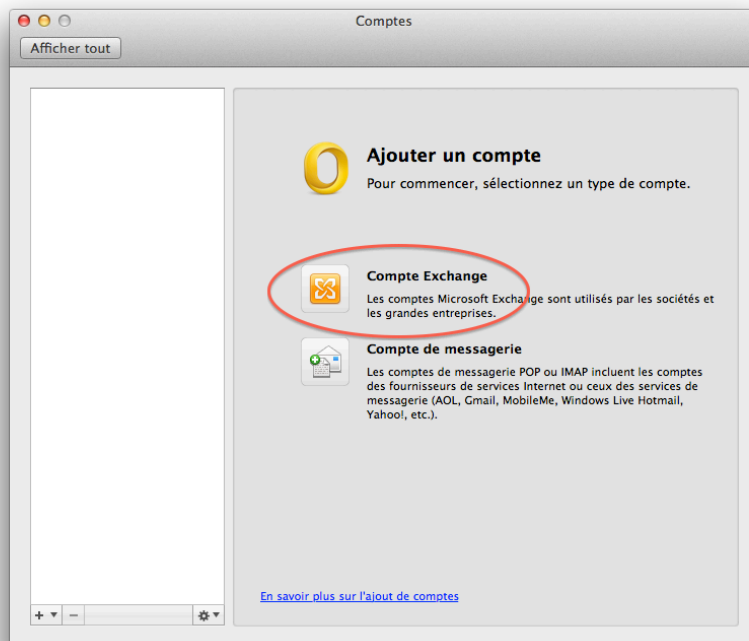 Comptes
Afficher tout
Ajouter un compte
Pour commencer, sélectionnez un type de compte.
Compte Exchange
Les comptes Microsoft Exchange sont utilisés par les sociétés et
les grandes entreprises.
Compte de messagerie
Les comptes de messagerie POP ou IMAP incluent les comptes
des fournisseurs de services Internet ou ceux des services de
messagerie (AOL, Gmail, MobileMe, Windows Live Hotmail,
Yahoo!, etc.).
En savoir plus sur l'ajout de comptes